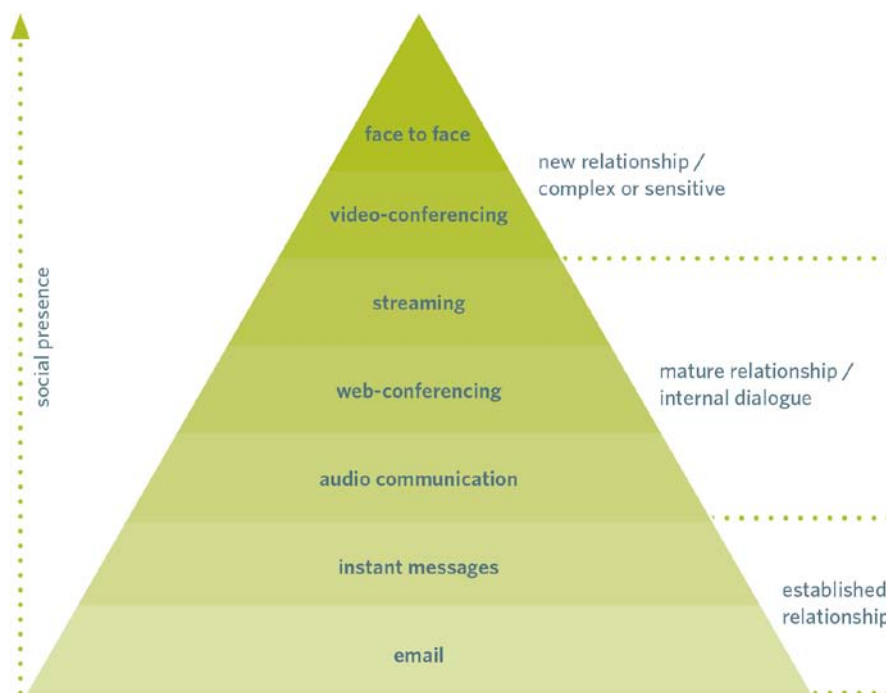 face to face
new relationship /
complex or sensitive
video-conferencing
streaming
social presence
mature relationship /
internal dialogue
web-conferencing
audio communication
instant messages
established
relationship
email